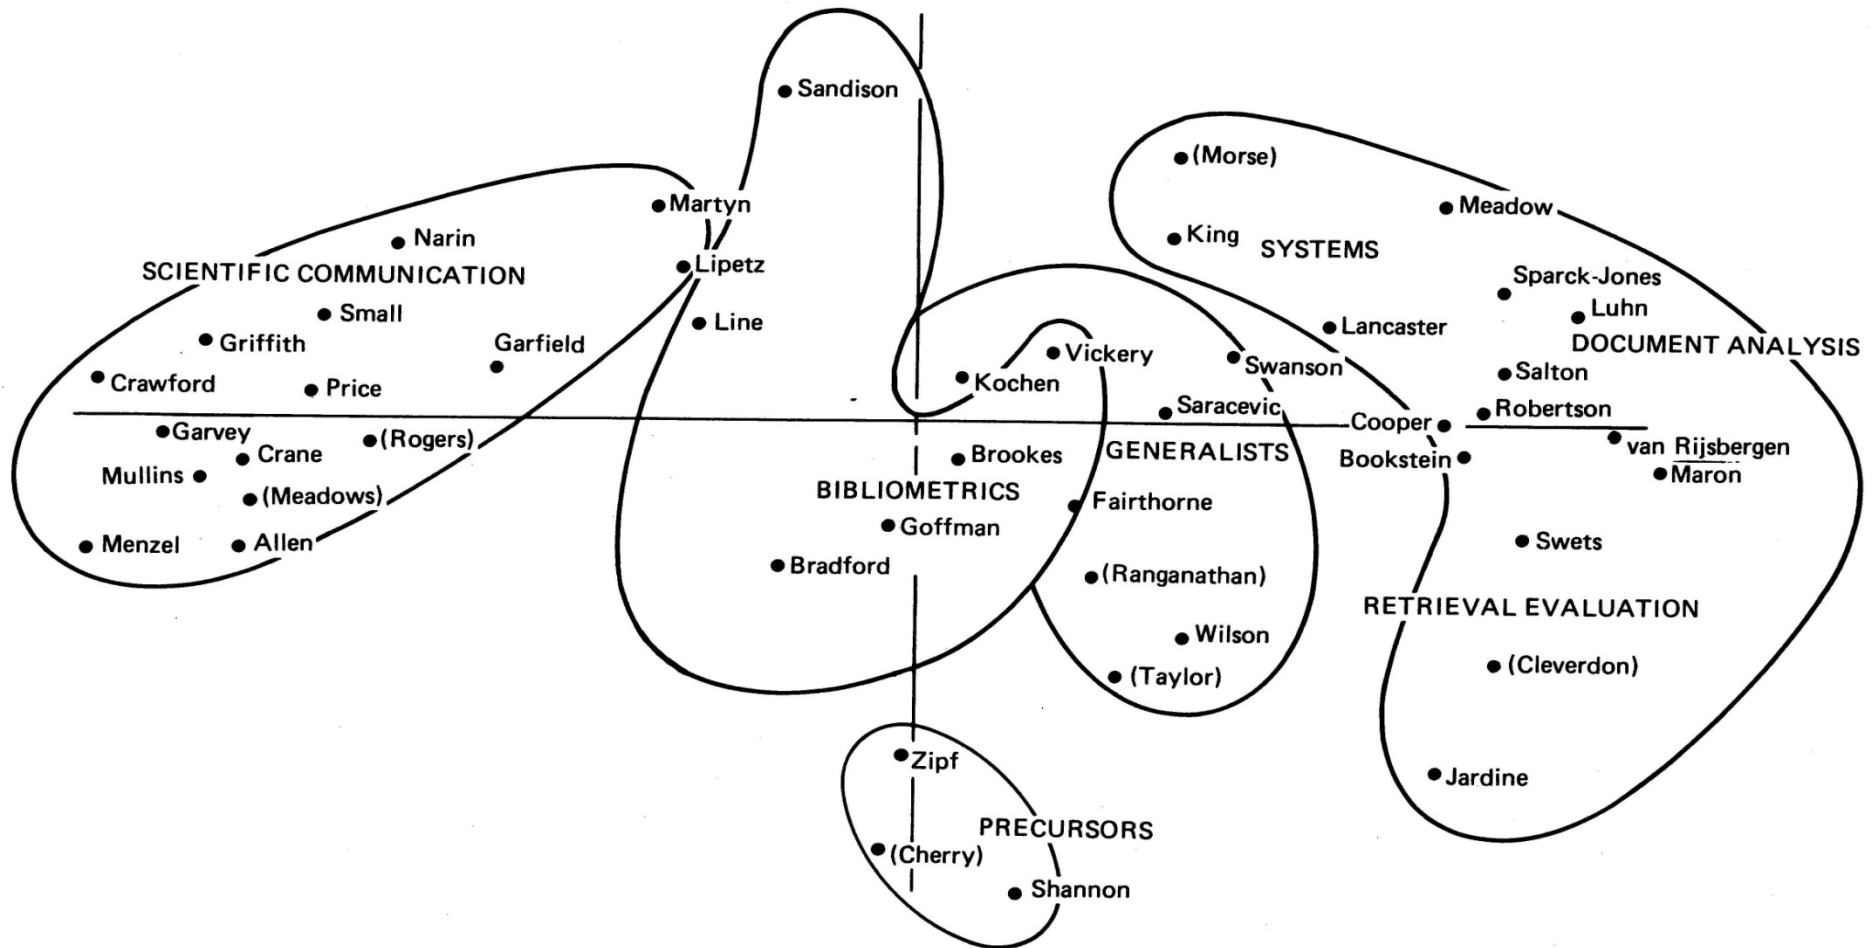 Sandison
(Morse)
Martyn
Meadow
Narin
King
SYSTEMS
SCIENTIFIC COMMUNICATION
Lipetz
Sparck-Jones
Small
Line
Luhn
Lancaster
Griffith
Garfield
DOCUMENT ANALYSIS
Vickery
Swanson
Crawford
Price
Kochen
Salton
Saracevic
Robertson
Cooper
Garvey
(Rogers)
Crane
Brookes
GENERALISTS
Bookstein
van Rijsbergen
Mullins
Maron
(Meadows)
BIBLIOMETRICS
Fairthorne
Goffman
Menzel
Allen
Swets
Bradford
(Ranganathan)
RETRIEVAL EVALUATION
Wilson
(Taylor)
(Cleverdon)
Zipf
Jardine
PRECURSORS
(Cherry)
Shannon